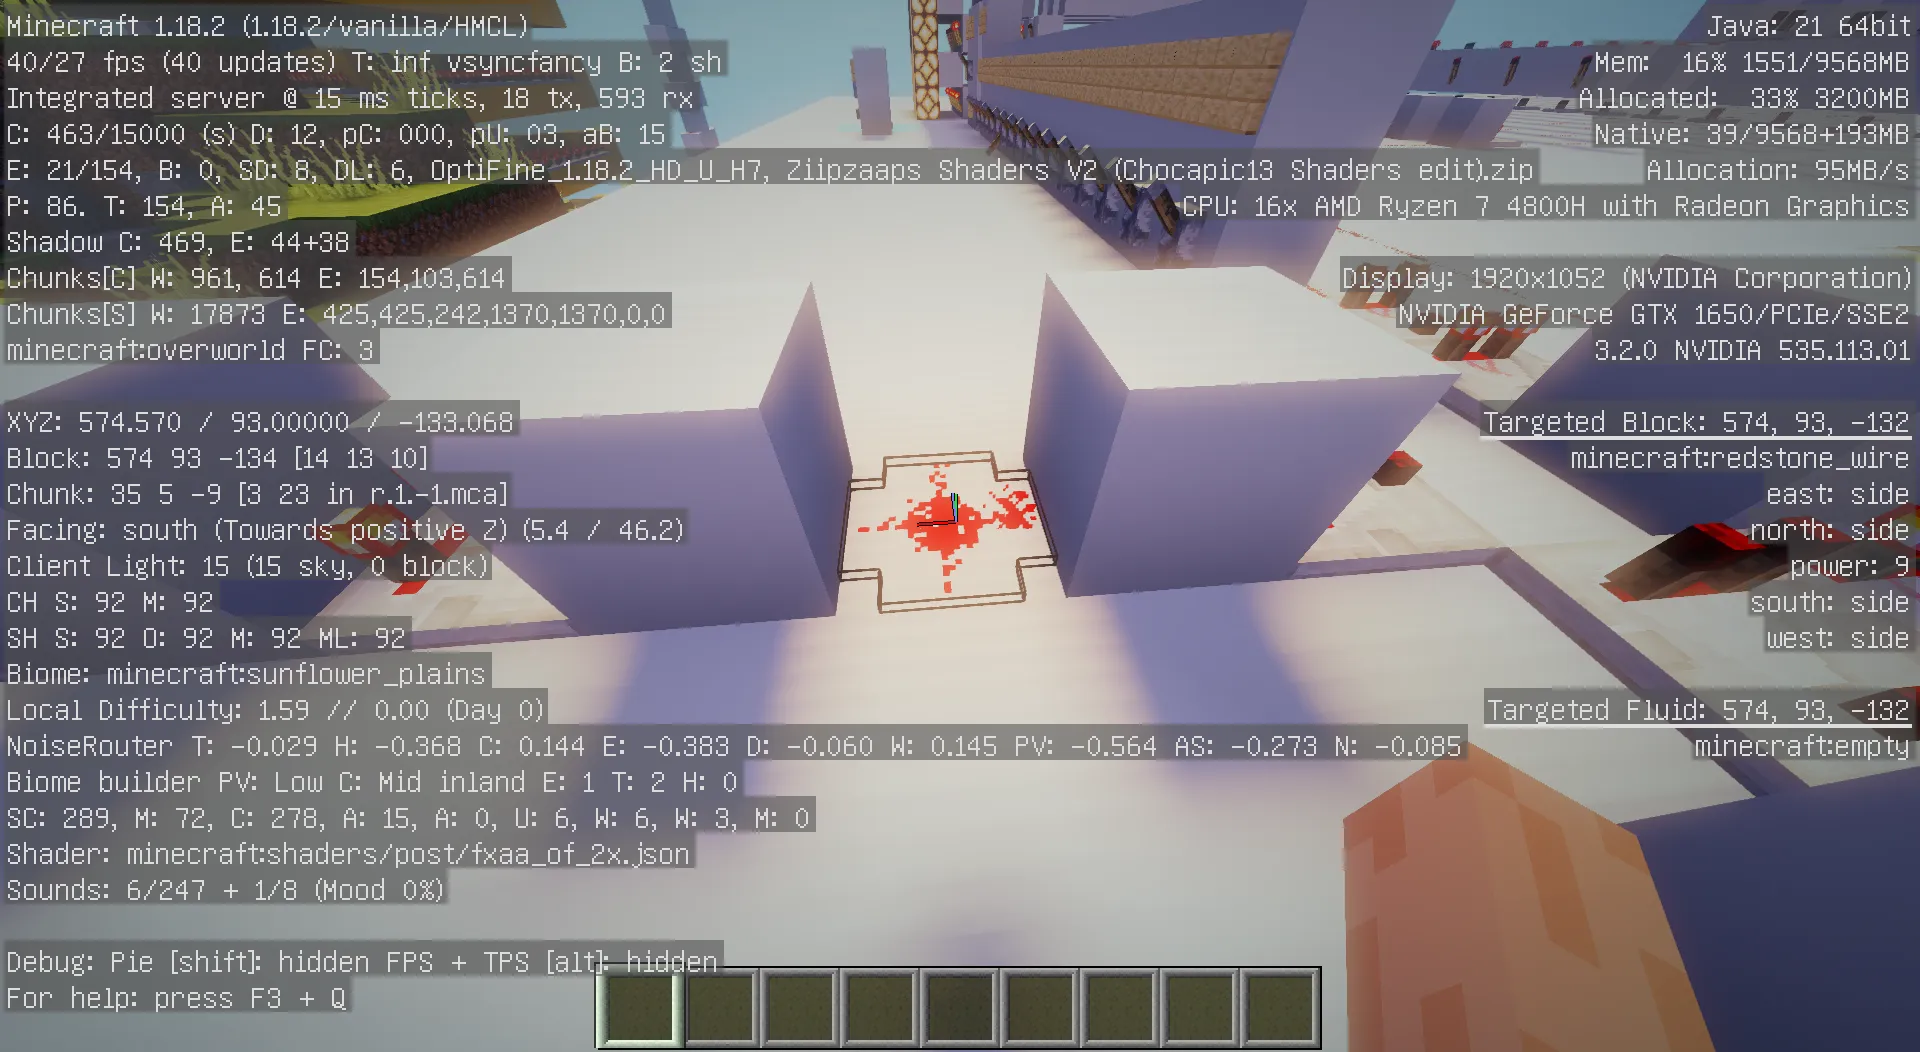 Minecraft 1.18.2 (1.18.2/vanilla/HMCL)
40/27 fps (40 updates) T: inf vsyncfancy B: 2 sh
Integrated server @ 15 ms ticks, 18 tx, 593 rx
C: 463/15000 (s) D: 12, pC: 000, pU: 03, aB: 15
E: 21/154, B: 0, SD: 8, DL: 6, OptiFine_1.18.2_HD_U_H7, Ziipzaaps Shaders V2 (Chocapic13 Shaders edit).zip
P: 86. T: 154, A: 45
Shadow C: 469, E: 44+38
Chunks[C] W: 961, 614 E: 154,103,614
Chunks[S] W: 17873 E: 425,425,242,1370,1370,0,0
minecraft:overworld FC: 3
XYZ: 574.570 / 93.00000 / -133.068
Block: 574 93 -134 [14 13 10]
Chunk: 35 5 -9 [3 23 in r.1.-1.mca]
Facing: south (Towards positive Z) (5.4 / 46.2)
Client Light: 15 (15 sky, 0 block)
CH S: 92 M: 92
SH S: 92 O: 92 M: 92 ML: 92
Biome: minecraft:sunflower_plains
Local Difficulty: 1.59 // 0.00 (Day 0)
NoiseRouter T: -0.029 H: -0.368 C: 0.144 E: -0.383 D: -0.060 W: 0.145 PV: -0.564 AS: -0.273 N: -0.085
Biome builder PV: Low C: Mid inland E: 1 T: 2 H: 0
SC: 289, M: 72, C: 278, A: 15, A: 0, U: 6, W: 6, W: 3, M: 0
Shader: minecraft:shaders/post/fxaa_of_2x.json
Sounds: 6/247 + 1/8 (Mood 0%)
Debug: Pie [shift]: hidden FPS + TPS [alt]: hidden
For help: press F3 + Q
Java: 21 64bit
Mem: 16% 1551/9568MB
Allocated: 33% 3200MB
Native: 39/9568+193MB
Allocation: 95MB/s
CPU: 16x AMD Ryzen 7 4800H with Radeon Graphics
Display: 1920x1052 (NVIDIA Corporation)
NVIDIA GeForce GTX 1650/PCIe/SSE2
3.2.0 NVIDIA 535.113.01
Targeted Block: 574, 93, -132
minecraft:redstone_wire
east: side
north: side
power: 9
south: side
west: side
Targeted Fluid: 574, 93, -132
minecraft:empty